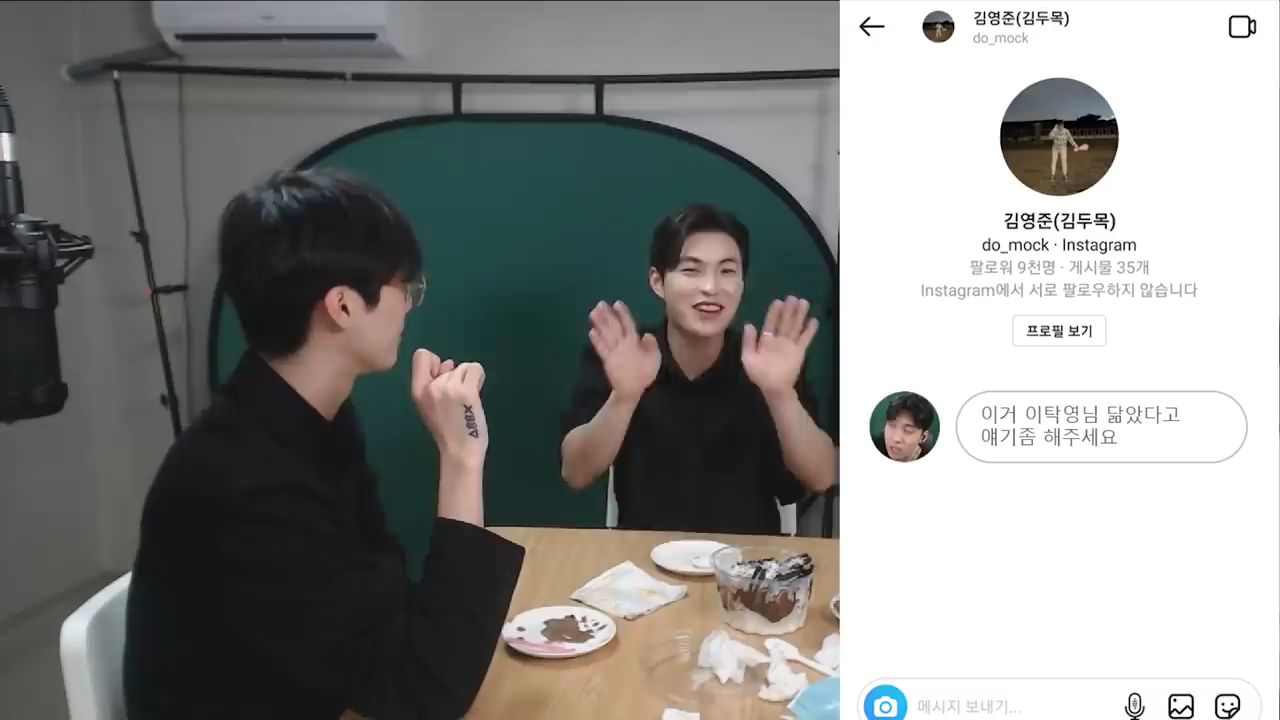 김영준(김두목)
do_mock
김영준(김두목)
do_mock · Instagram
팔로워 9천명 · 게시물 35개
Instagram에서 서로 팔로우하지 않습니다
프로필 보기
이거 이탁영님 닮았다고
얘기좀 해주세요
메시지 보내기...